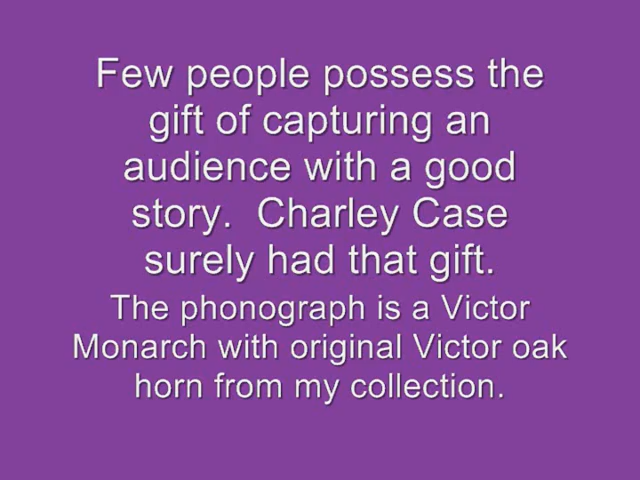 Few people possess the
gift of capturing an
audience with a good
story.  Charley Case
surely had that gift.
The phonograph is a Victor
Monarch with original Victor oak
horn from my collection.